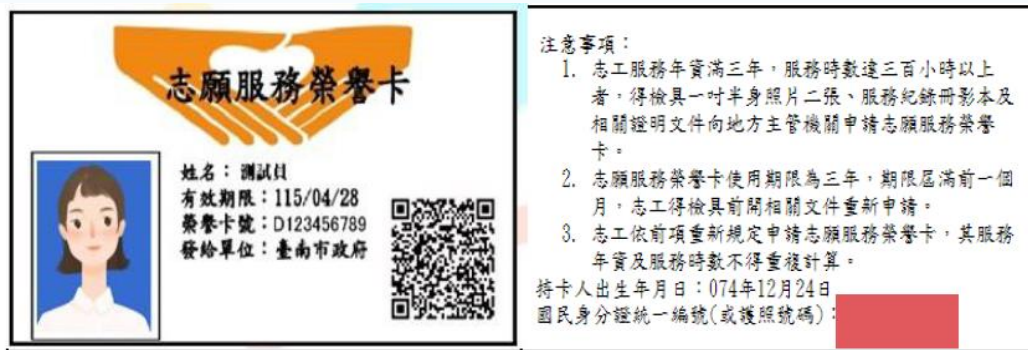 志願服務榮譽卡
姓名：測試員
有效期限：115/04/28
榮譽卡號：D123456789
發給單位：臺南市政府
注意事項：
1. 志工服務年資滿三年，服務時數達三百小時以上
者，得檢具一吋半身照片二張、服務紀錄冊影本及
相關證明文件向地方主管機關申請志願服務榮譽
卡。
2. 志願服務榮譽卡使用期限為三年，期限屆滿前一個
月，志工得檢具前開相關文件重新申請。
3. 志工依前項重新規定申請志願服務榮譽卡，其服務
年資及服務時數不得重複計算。
持卡人出生年月日：074年12月24日
國民身分證統一編號(或護照號碼)：